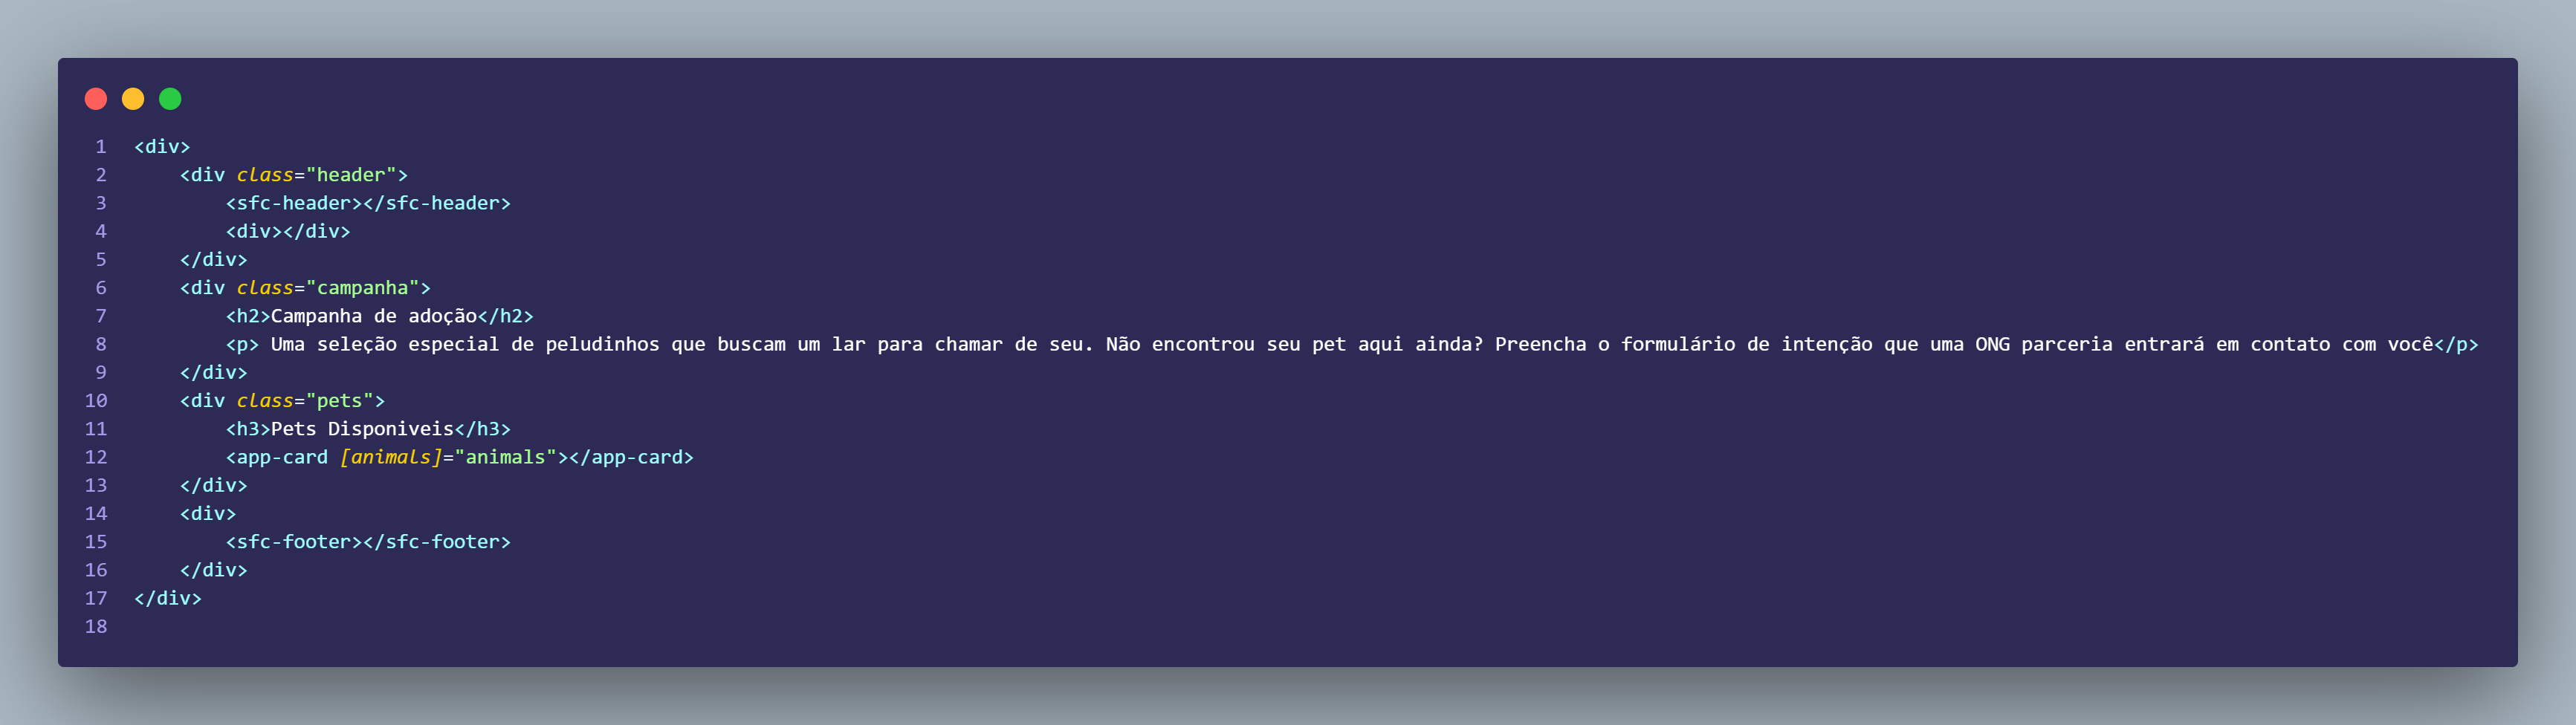 1 <div>
2     <div class="header">
3         <sfc-header></sfc-header>
4         <div></div>
5     </div>
6     <div class="campanha">
7         <h2>Campanha de adoção</h2>
8         <p> Uma seleção especial de peludinhos que buscam um lar para chamar de seu. Não encontrou seu pet aqui ainda? Preencha o formulário de intenção que uma ONG parceria entrará em contato com você</p>
9     </div>
10     <div class="pets">
11         <h3>Pets Disponiveis</h3>
12         <app-card [animals]="animals"></app-card>
13     </div>
14     <div>
15         <sfc-footer></sfc-footer>
16     </div>
17 </div>
18